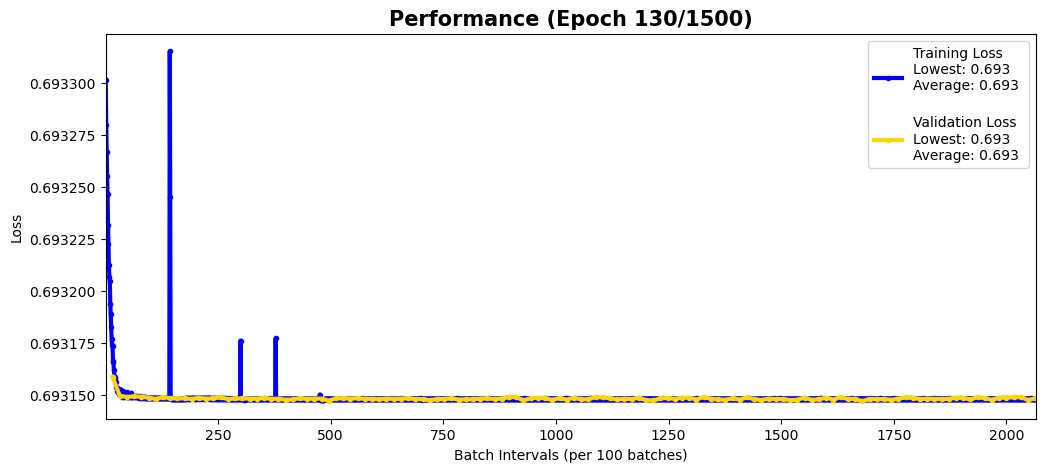 Performance (Epoch 130/1500)
Training Loss
Lowest: 0.693
Average: 0.693
Validation Loss
Lowest: 0.693
Average: 0.693
0.693300
0.693275
0.693250
0.693225
0.693200
0.693175
0.693150
Loss
250
500
750
1000
1250
1500
1750
2000
Batch Intervals (per 100 batches)